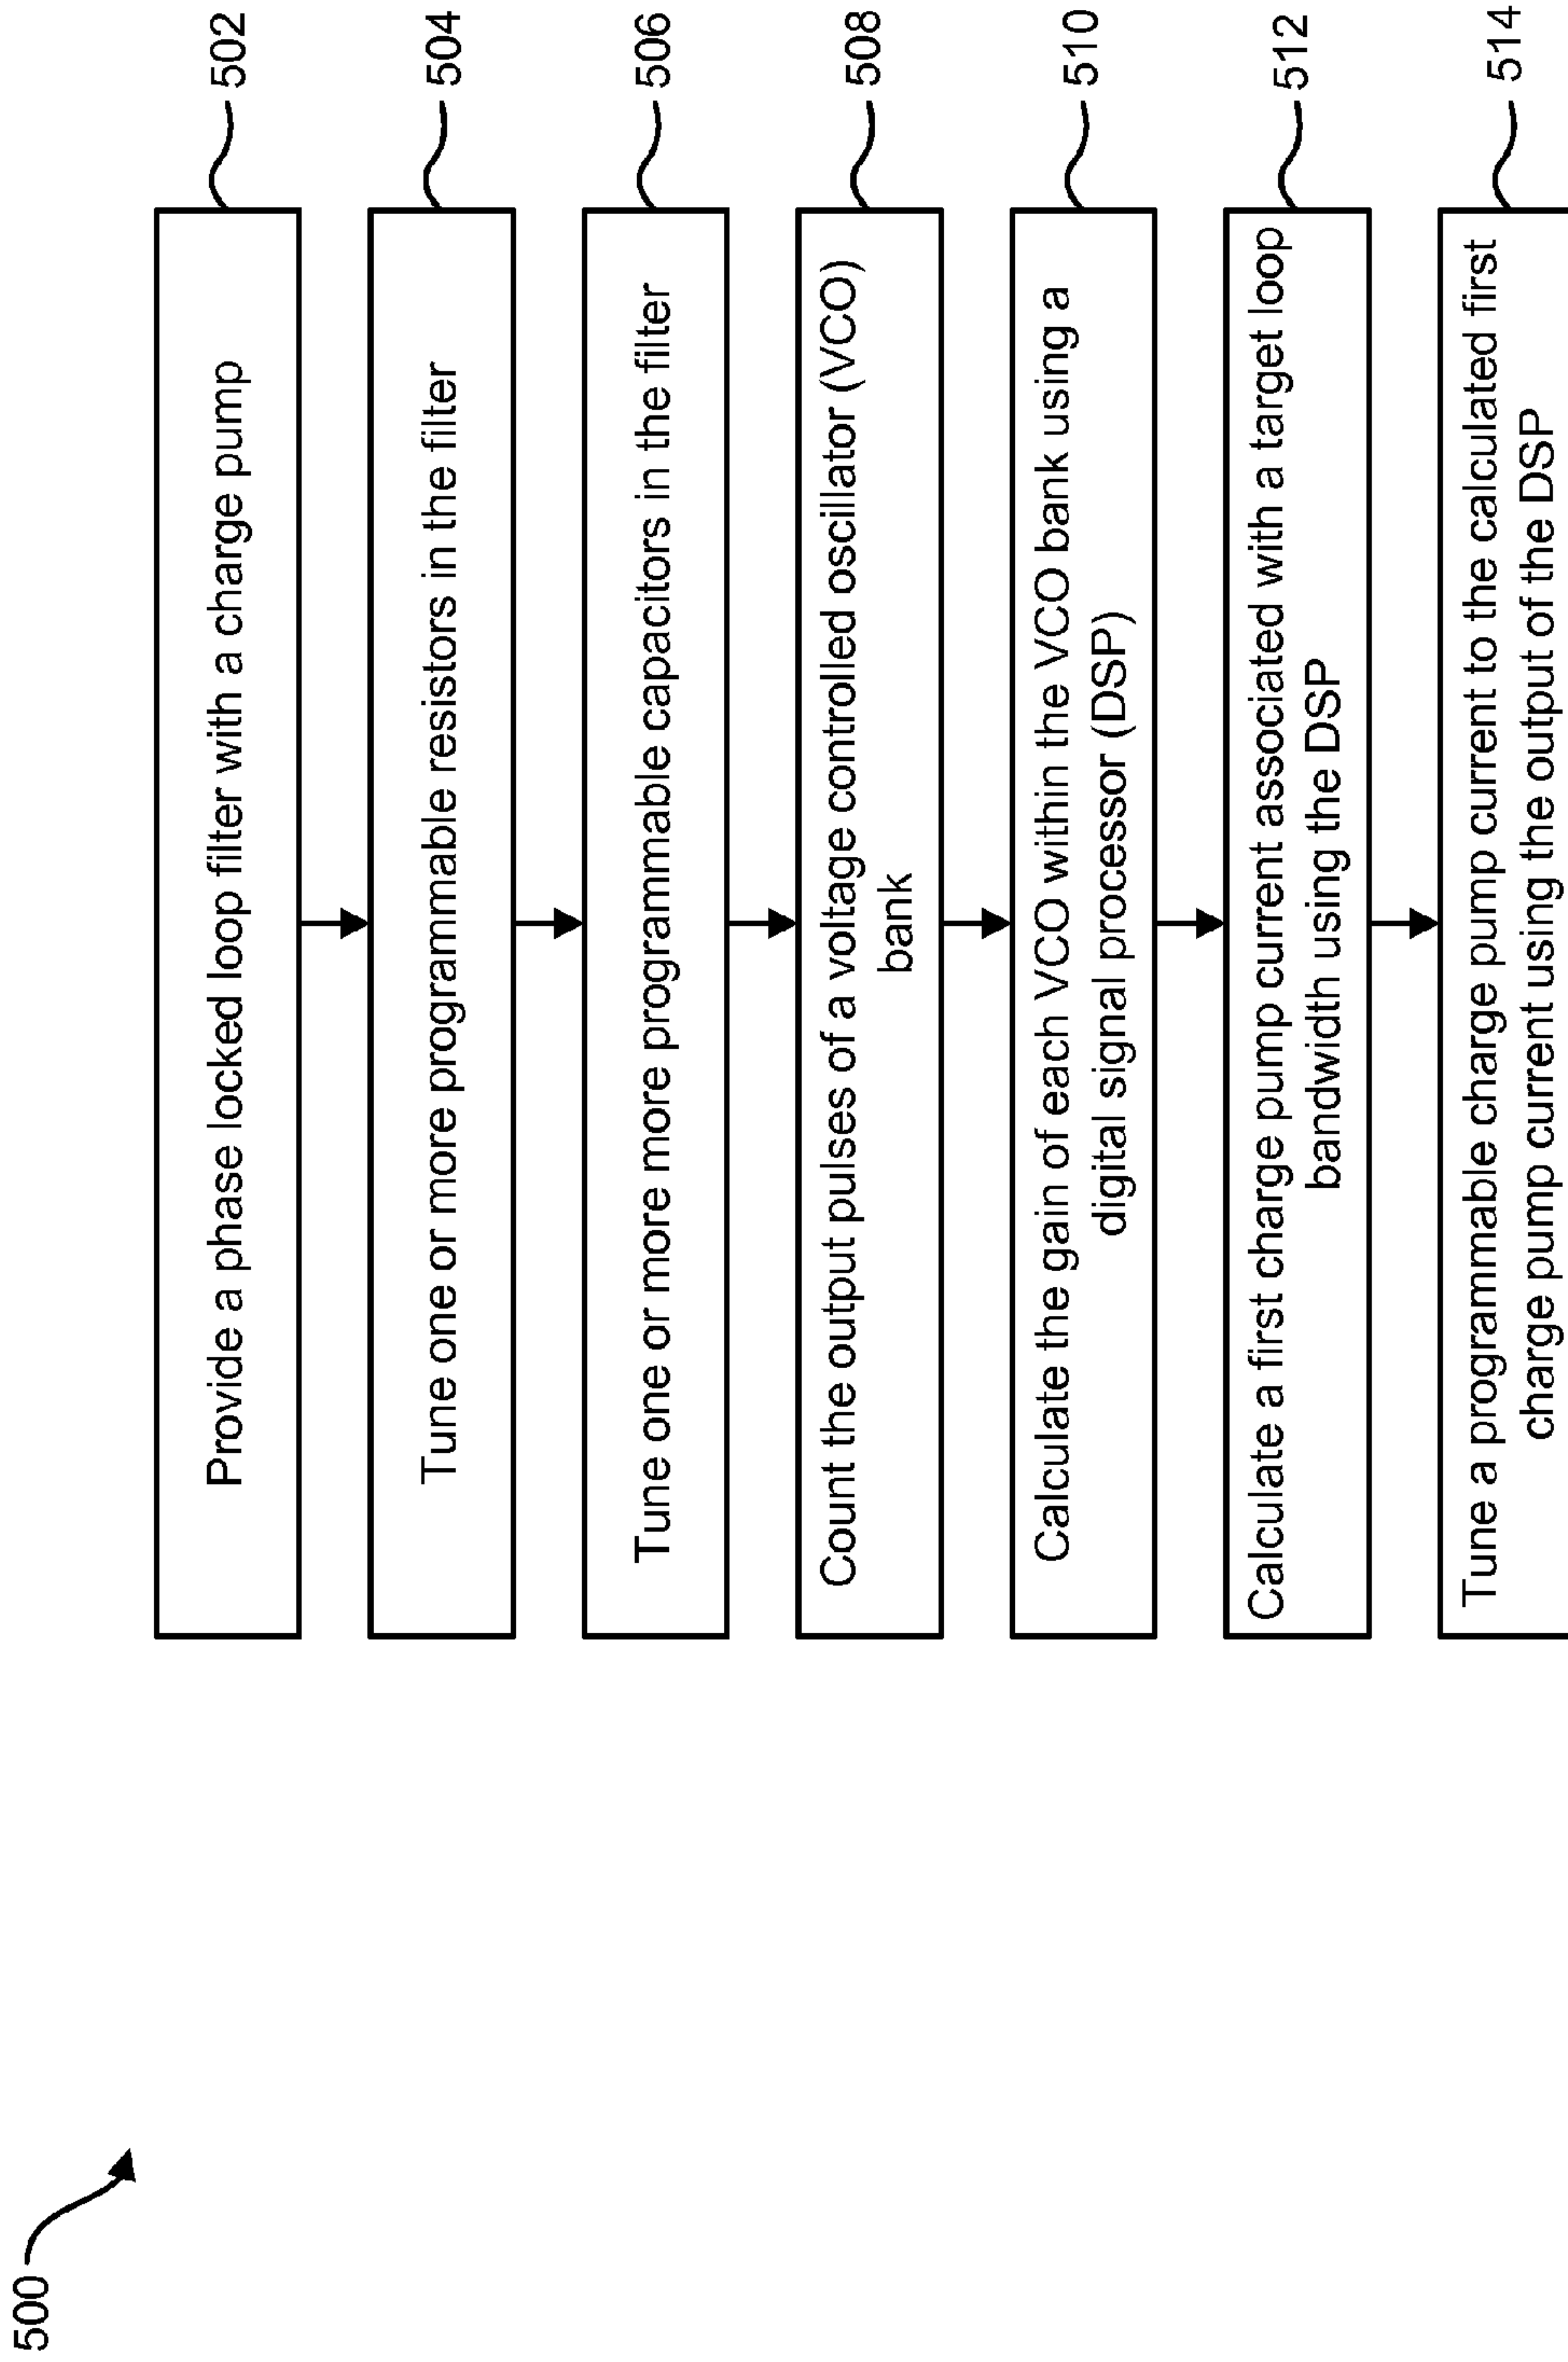 500
Provide a phase locked loop filter with a charge pump
502
Tune one or more programmable resistors in the filter
504
Tune one or more more programmable capacitors in the filter
506
Count the output pulses of a voltage controlled oscillator (VCO)
bank
508
Calculate the gain of each VCO within the VCO bank using a
digital signal processor (DSP)
510
Calculate a first charge pump current associated with a target loop
bandwidth using the DSP
512
Tune a programmable charge pump current to the calculated first
charge pump current using the output of the DSP
514